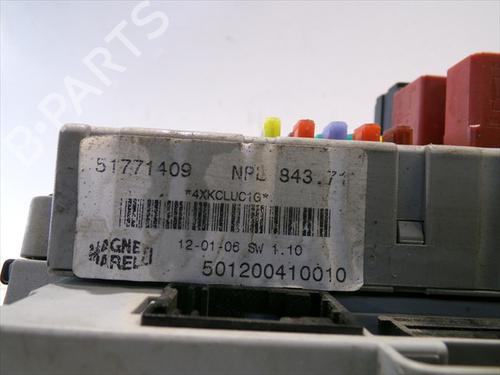 B-PARTS
51771409 NPL 843.71
*4XKCLUC1G*
MAGNETI MARELLI
12-01-06 SW 1.10
501200410010